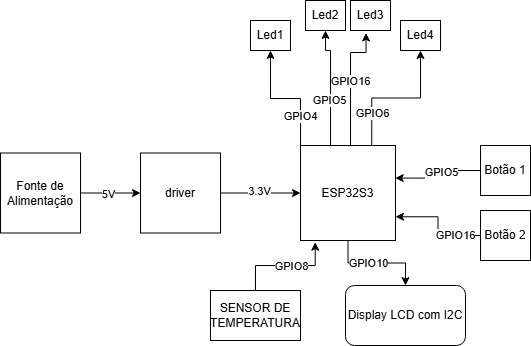 Led1
Led2
Led3
Led4
GPIO16
GPIO5
GPIO4
GPIO6
Fonte de
Alimentação
5V
driver
3.3V
ESP32S3
GPIO5
Botão 1
GPIO16
Botão 2
GPIO8
GPIO10
SENSOR DE
TEMPERATURA
Display LCD com I2C